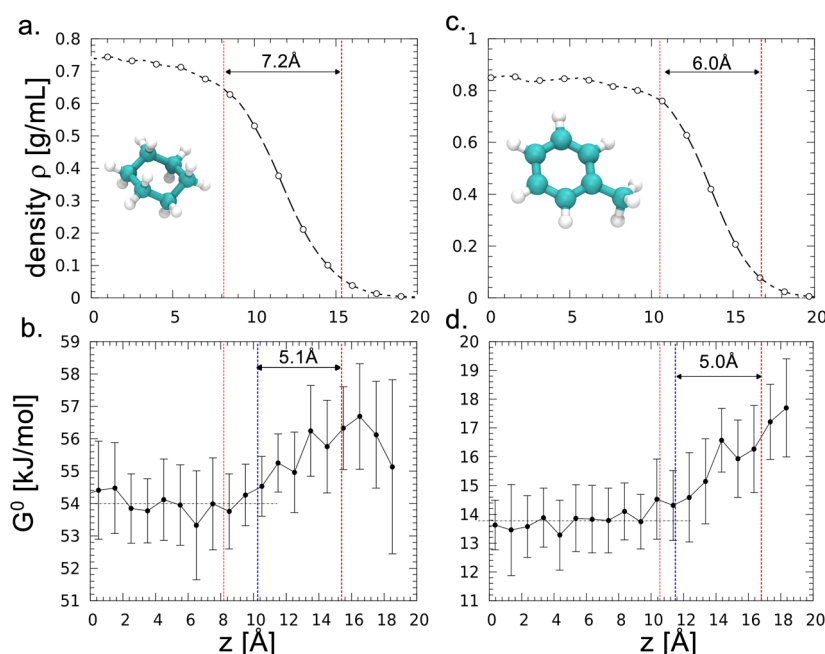 a.
0.8
0.7
0.6
0.5
0.4
0.3
0.2
0.1
0
density ρ [g/mL]
7.2Å
0 5 10 15 20
c.
1
0.8
0.6
0.4
0.2
0
6.0Å
0 5 10 15 20
b.
59
58
57
56
55
54
53
52
51
G⁰ [kJ/mol]
5.1Å
0 2 4 6 8 10 12 14 16 18 20
z [Å]
d.
20
19
18
17
16
15
14
13
12
11
5.0Å
0 2 4 6 8 10 12 14 16 18 20
z [Å]